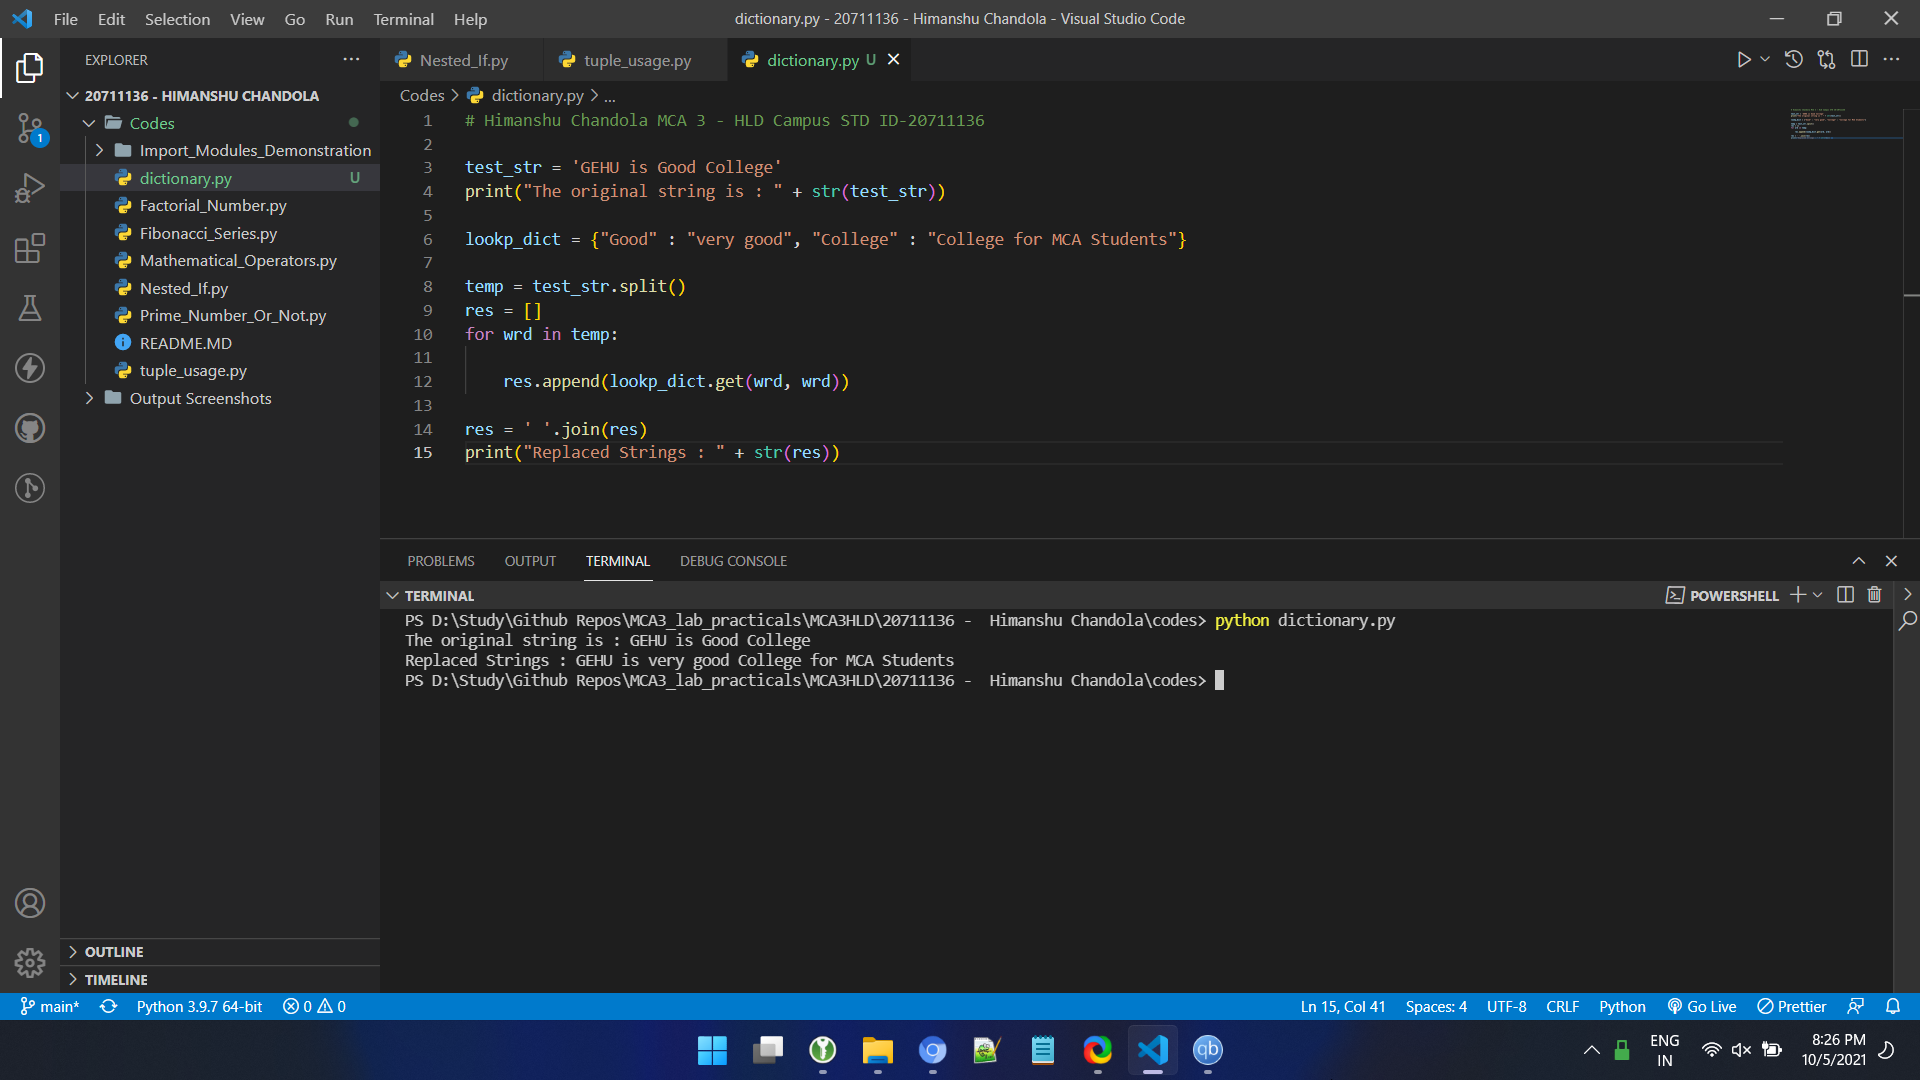 File Edit Selection View Go Run Terminal Help
dictionary.py - 20711136 - Himanshu Chandola - Visual Studio Code
EXPLORER
20711136 - HIMANSHU CHANDOLA
Codes
Import_Modules_Demonstration
dictionary.py U
Factorial_Number.py
Fibonacci_Series.py
Mathematical_Operators.py
Nested_If.py
Prime_Number_Or_Not.py
README.MD
tuple_usage.py
Output Screenshots
OUTLINE
TIMELINE
1
Nested_If.py tuple_usage.py dictionary.py U
Codes > dictionary.py > ...
1 # Himanshu Chandola MCA 3 - HLD Campus STD ID-20711136
2
3 test_str = 'GEHU is Good College'
4 print("The original string is : " + str(test_str))
5
6 lookp_dict = {"Good" : "very good", "College" : "College for MCA Students"}
7
8 temp = test_str.split()
9 res = []
10 for wrd in temp:
11
12 res.append(lookp_dict.get(wrd, wrd))
13
14 res = ' '.join(res)
15 print("Replaced Strings : " + str(res))
PROBLEMS OUTPUT TERMINAL DEBUG CONSOLE
TERMINAL
POWERSHELL
PS D:\Study\Github Repos\MCA3_lab_practicals\MCA3HLD\20711136 -  Himanshu Chandola\codes> python dictionary.py
The original string is : GEHU is Good College
Replaced Strings : GEHU is very good College for MCA Students
PS D:\Study\Github Repos\MCA3_lab_practicals\MCA3HLD\20711136 -  Himanshu Chandola\codes>
main* Python 3.9.7 64-bit 0 0
Ln 15, Col 41 Spaces: 4 UTF-8 CRLF Python Go Live Prettier
qb
ENG
IN
8:26 PM
10/5/2021